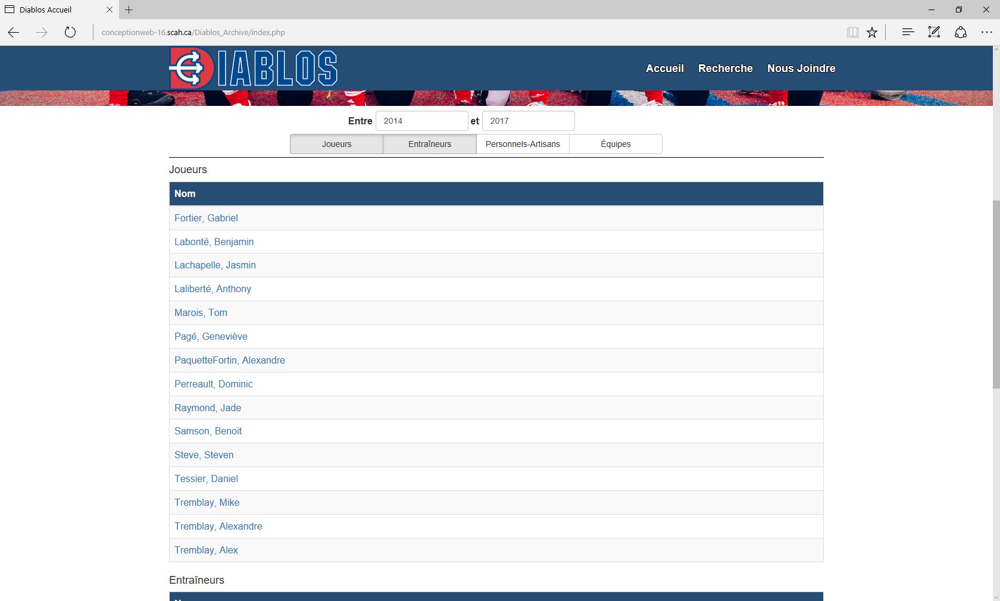 Diablos Accueil
conceptionweb-16.scah.ca/Diablos_Archive/index.php
DIABLOS
Accueil Recherche Nous Joindre
Entre 2014 et 2017
Joueurs Entraîneurs Personnels-Artisans Équipes
Joueurs
Nom
Fortier, Gabriel
Labonté, Benjamin
Lachapelle, Jasmin
Laliberté, Anthony
Marois, Tom
Pagé, Geneviève
PaquetteFortin, Alexandre
Perreault, Dominic
Raymond, Jade
Samson, Benoit
Steve, Steven
Tessier, Daniel
Tremblay, Mike
Tremblay, Alexandre
Tremblay, Alex
Entraîneurs